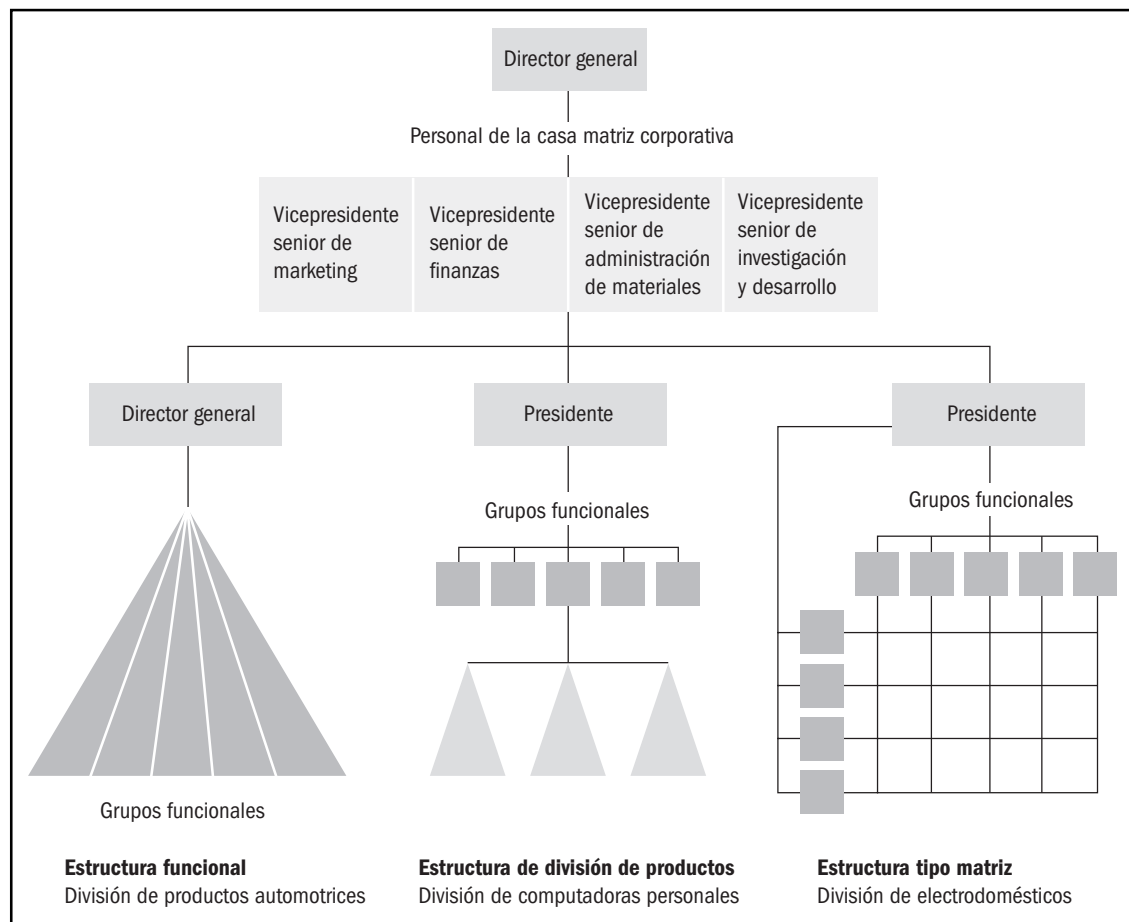 Director general
Personal de la casa matriz corporativa
Vicepresidente
senior de
marketing
Vicepresidente
senior de
finanzas
Vicepresidente
senior de
administración
de materiales
Vicepresidente
senior de
investigación
y desarrollo
Director general
Presidente
Presidente
Grupos funcionales
Grupos funcionales
Grupos funcionales
Estructura funcional
División de productos automotrices
Estructura de división de productos
División de computadoras personales
Estructura tipo matriz
División de electrodomésticos